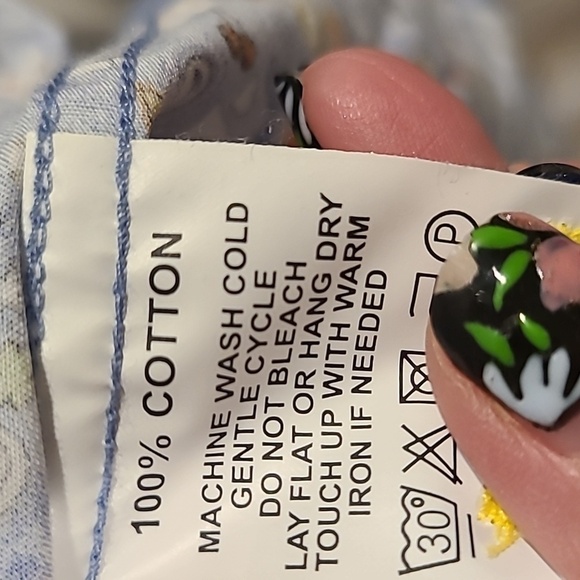 100% COTTON
MACHINE WASH COLD
GENTLE CYCLE
DO NOT BLEACH
LAY FLAT OR HANG DRY
TOUCH UP WITH WARM
IRON IF NEEDED
30°
P